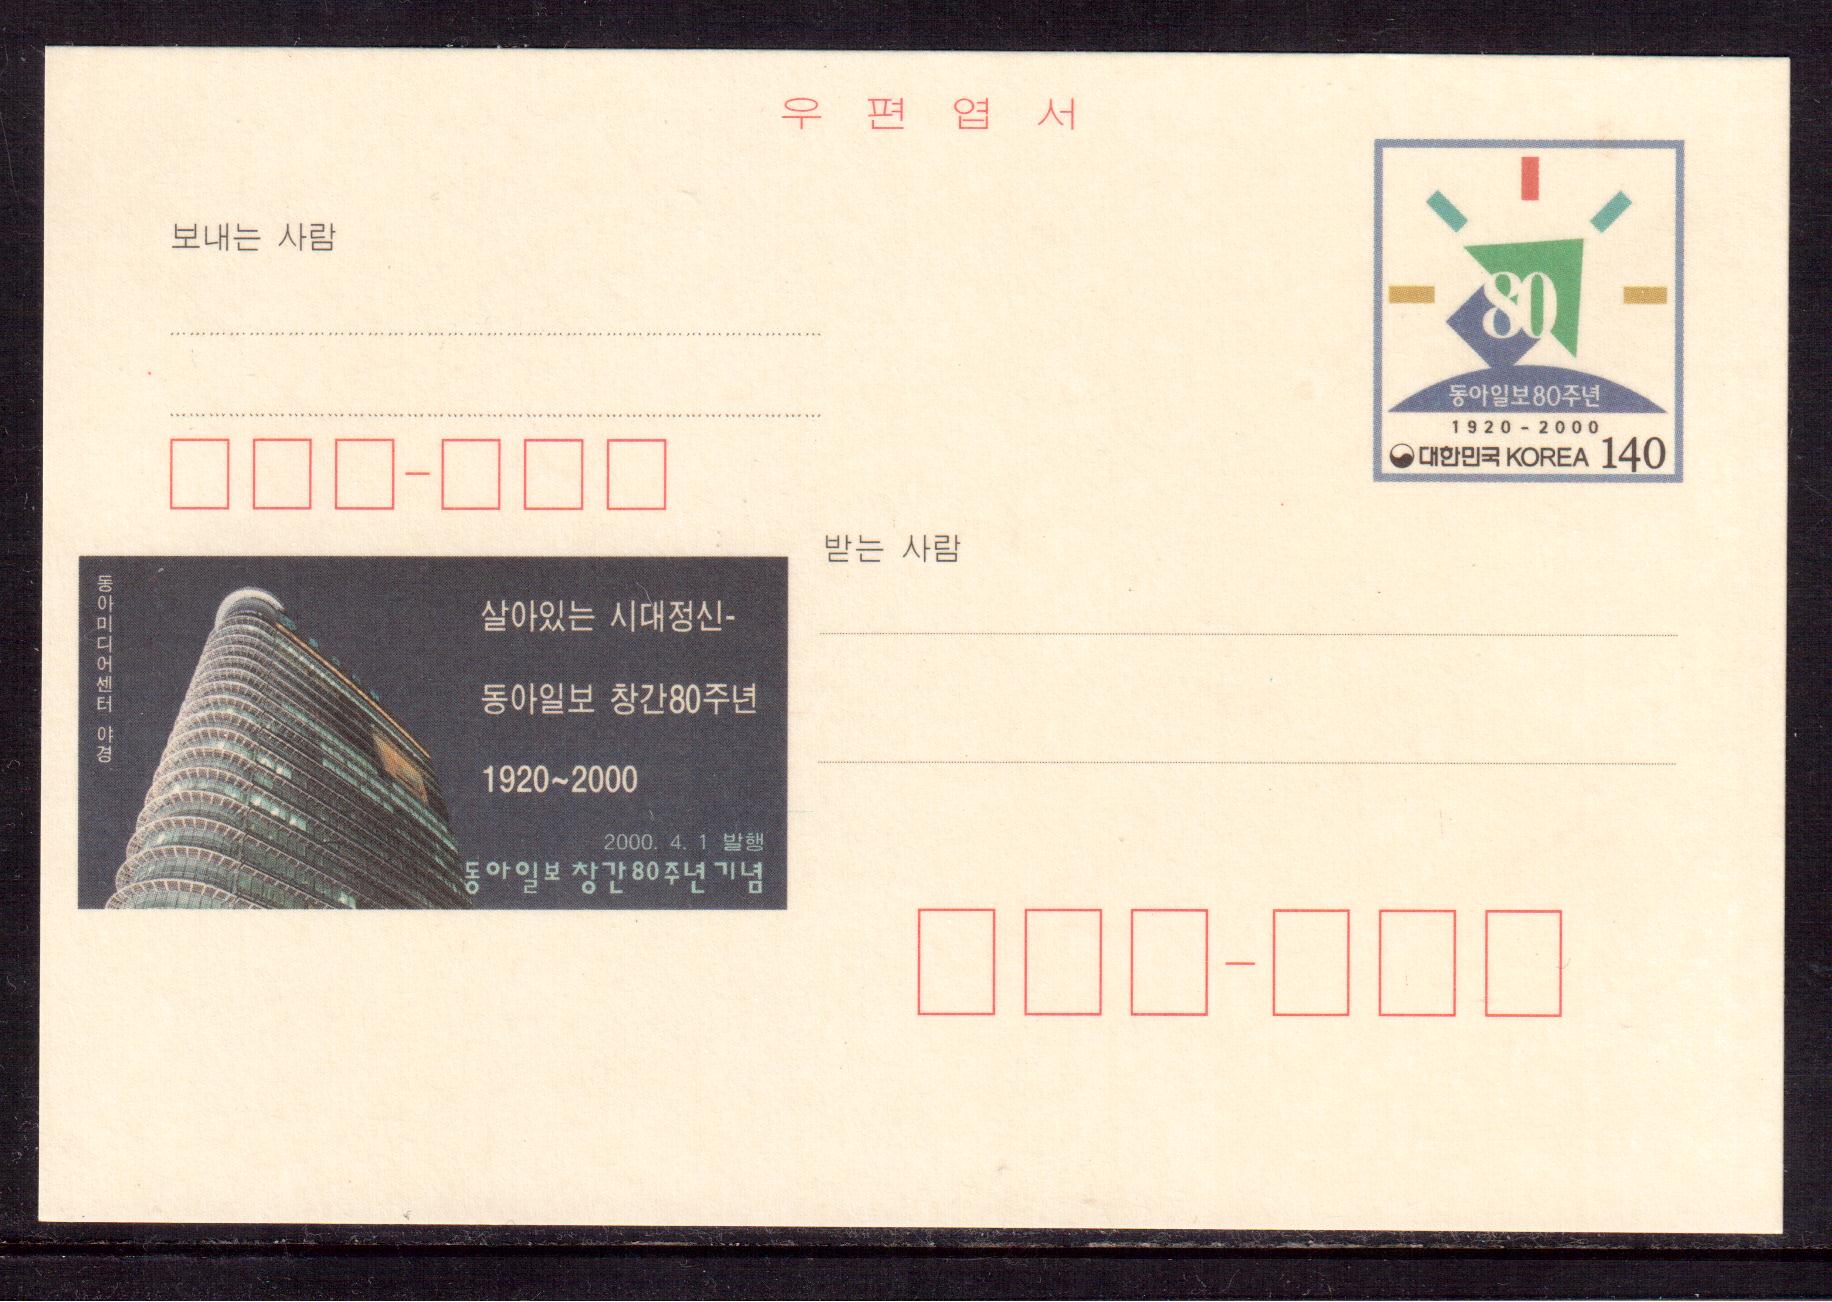 우 편 엽 서
보내는 사람
80
동아일보80주년
1920-2000
대한민국 KOREA 140
받는 사람
동아미디어센터 야경
살아있는 시대정신-
동아일보 창간80주년
1920~2000
2000. 4. 1 발행
동아일보 창간80주년기념